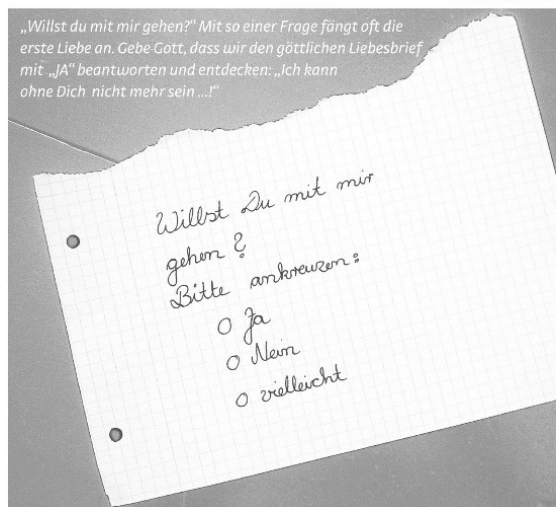 „Willst du mit mir gehen?“ Mit so einer Frage fängt oft die
erste Liebe an. Gebe Gott, dass wir den göttlichen Liebesbrief
mit „JA“ beantworten und entdecken: „Ich kann
ohne Dich nicht mehr sein ...!“
Willst Du mit mir
gehen?
Bitte ankreuzen:
O Ja
O Nein
O vielleicht